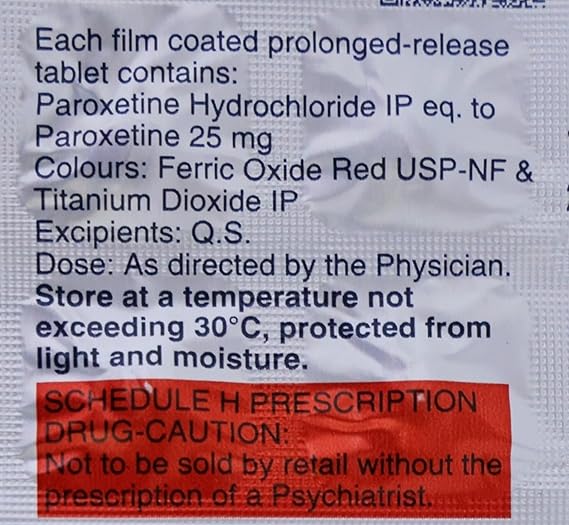 Each film coated prolonged-release
tablet contains:
Paroxetine Hydrochloride IP eq. to
Paroxetine 25 mg
Colours: Ferric Oxide Red USP-NF &
Titanium Dioxide IP
Excipients: Q.S.
Dose: As directed by the Physician.
Store at a temperature not
exceeding 30°C, protected from
light and moisture.
SCHEDULE H PRESCRIPTION
DRUG-CAUTION:
Not to be sold by retail without the
prescription of a Psychiatrist.